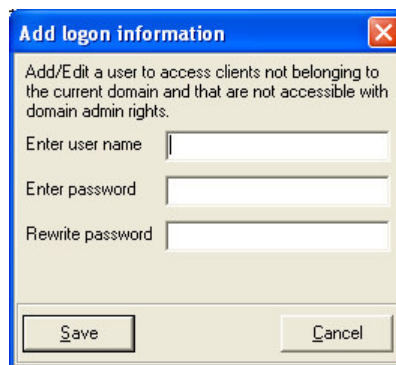 Add logon information
Add/Edit a user to access clients not belonging to
the current domain and that are not accessible with
domain admin rights.
Enter user name
Enter password
Rewrite password
Save
Cancel